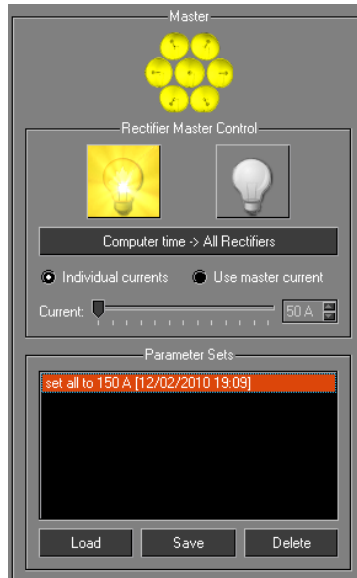 Master
Rectifier Master Control
Computer time -> All Rectifiers
Individual currents Use master current
Current: 50 A
Parameter Sets
set all to 150 A [12/02/2010 19:09]
Load Save Delete